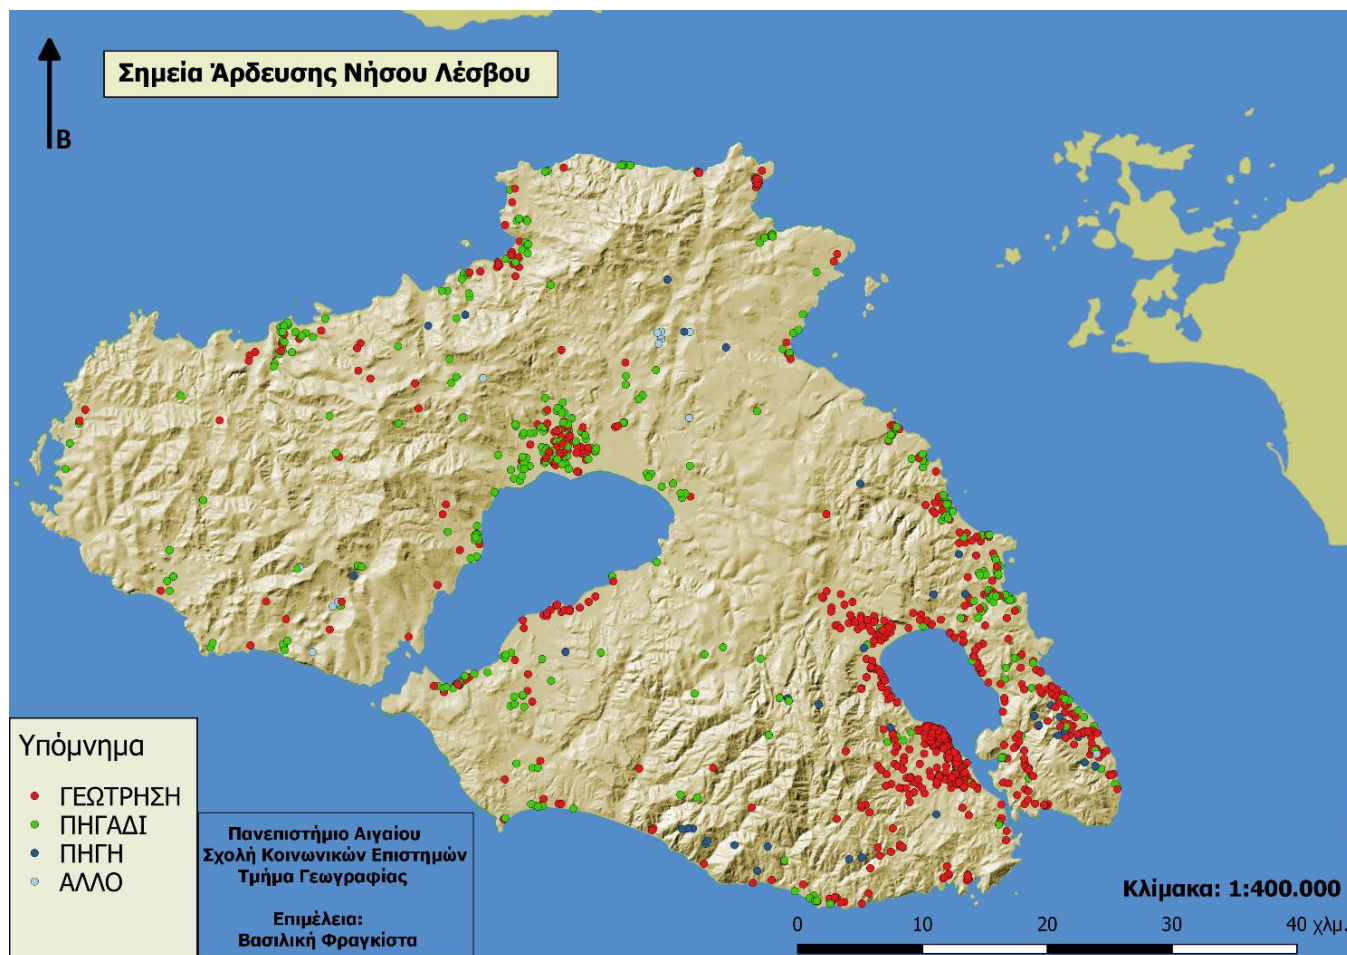 Σημεία Άρδευσης Νήσου Λέσβου
Β
Υπόμνημα
ΓΕΩΤΡΗΣΗ
ΠΗΓΑΔΙ
ΠΗΓΗ
ΑΛΛΟ
Πανεπιστήμιο Αιγαίου
Σχολή Κοινωνικών Επιστημών
Τμήμα Γεωγραφίας
Επιμέλεια:
Βασιλική Φραγκίστα
Κλίμακα: 1:400.000
0 10 20 30 40 χλμ.